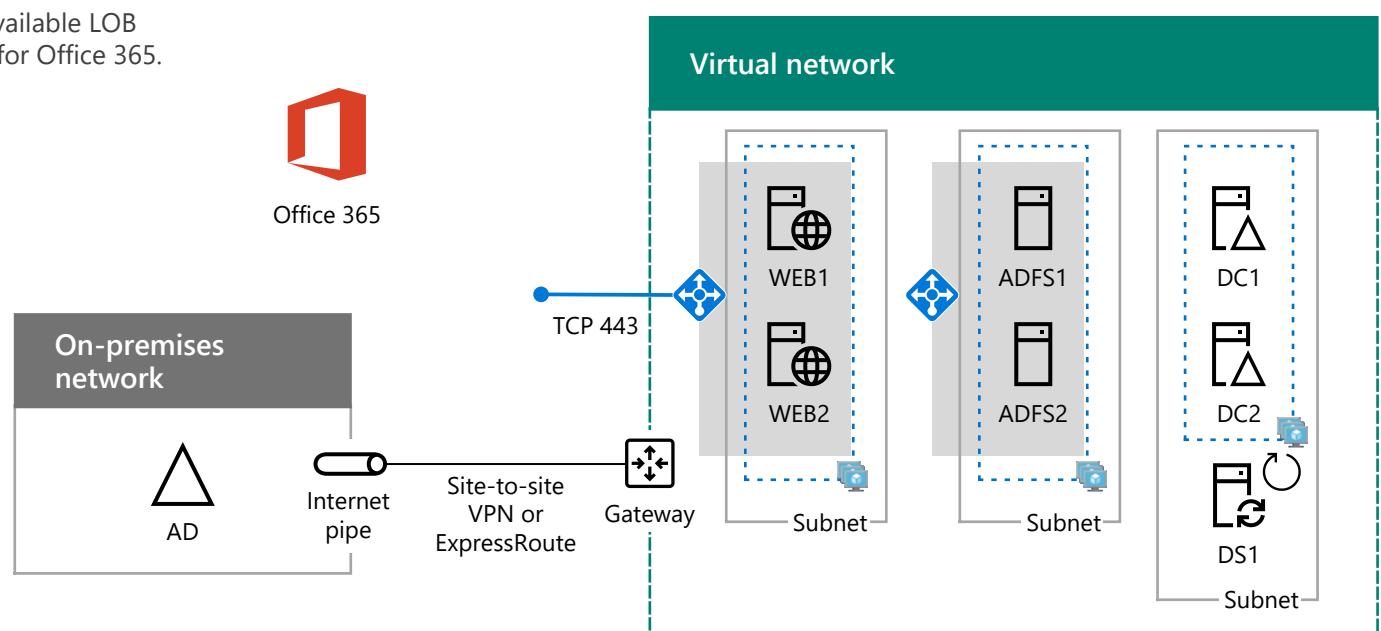 for Office 365.
Virtual network
Office 365
WEB1
ADFS1
DC1
TCP 443
On-premises
network
WEB2
ADFS2
DC2
Internet
pipe
Site-to-site
VPN or
ExpressRoute
Gateway
AD
Subnet
Subnet
DS1
Subnet
LOB